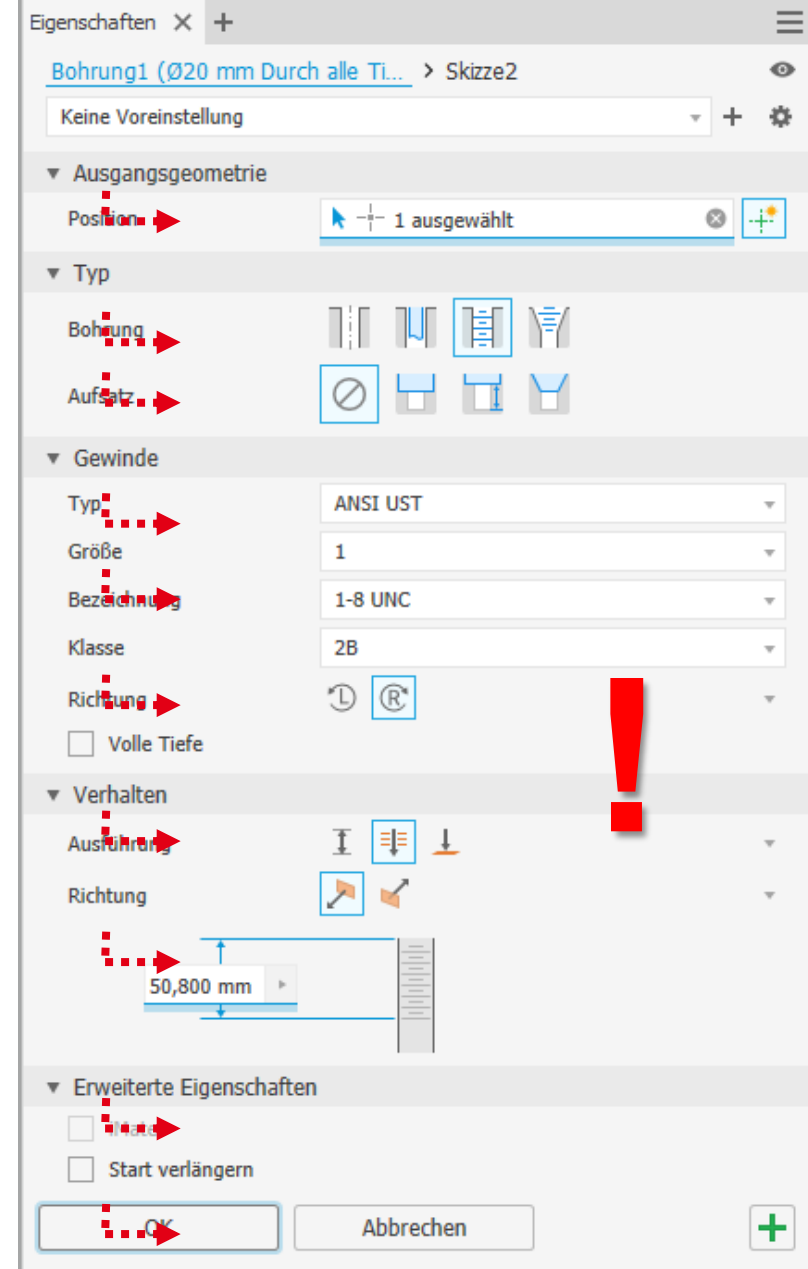 Eigenschaften
Bohrung1 (Ø20 mm Durch alle Ti... > Skizze2
Keine Voreinstellung
Ausgangsgeometrie
Position 1 ausgewählt
Typ
Bohrung
Aufsatz
Gewinde
Typ ANSI UST
Größe 1
Bezeichnung 1-8 UNC
Klasse 2B
Richtung L R
Volle Tiefe
!
Verhalten
Ausführung
Richtung
50,800 mm
Erweiterte Eigenschaften
iMate
Start verlängern
OK Abbrechen